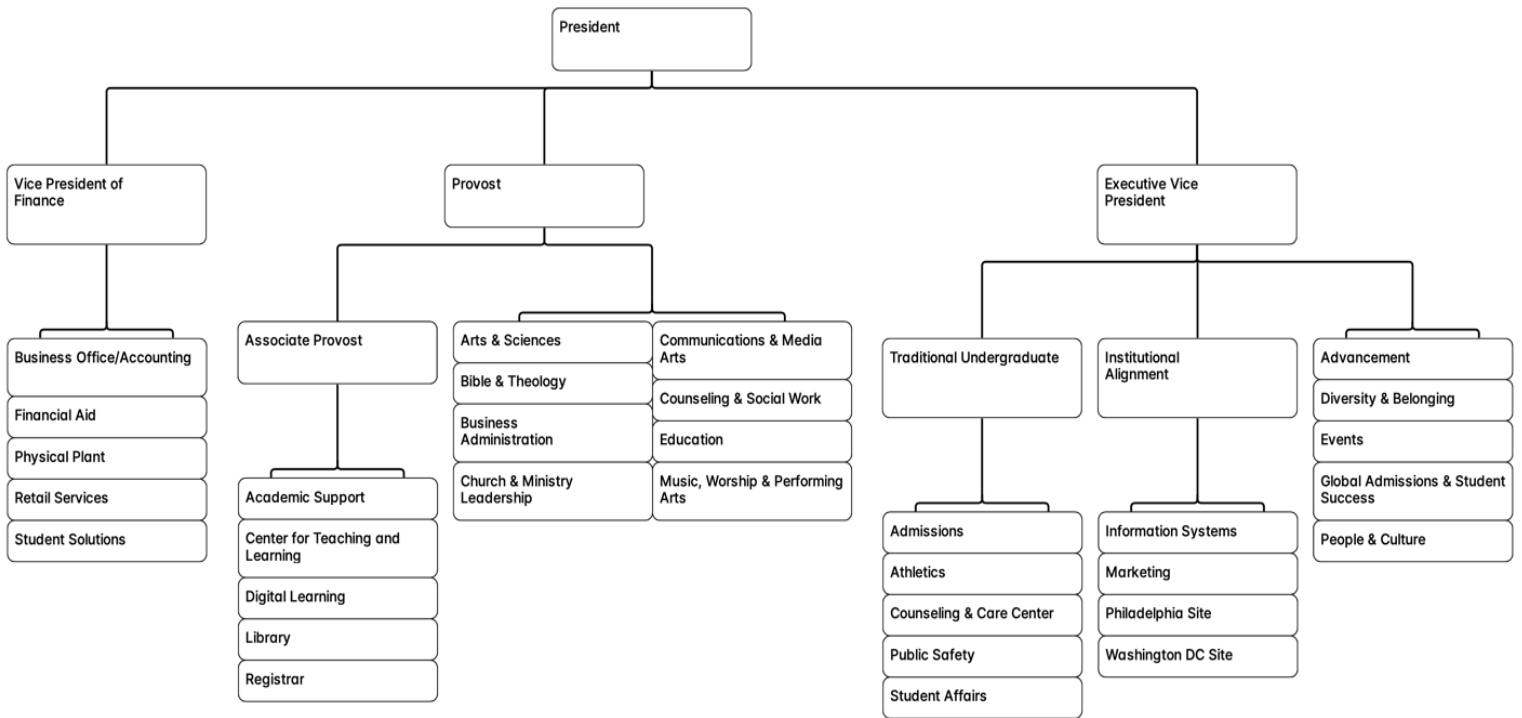 President
Vice President of
Finance
Provost
Executive Vice
President
Business Office/Accounting
Financial Aid
Physical Plant
Retail Services
Student Solutions
Associate Provost
Academic Support
Center for Teaching and
Learning
Digital Learning
Library
Registrar
Arts & Sciences
Bible & Theology
Business
Administration
Church & Ministry
Leadership
Communications & Media
Arts
Counseling & Social Work
Education
Music, Worship & Performing
Arts
Traditional Undergraduate
Admissions
Athletics
Counseling & Care Center
Public Safety
Student Affairs
Institutional
Alignment
Information Systems
Marketing
Philadelphia Site
Washington DC Site
Advancement
Diversity & Belonging
Events
Global Admissions & Student
Success
People & Culture